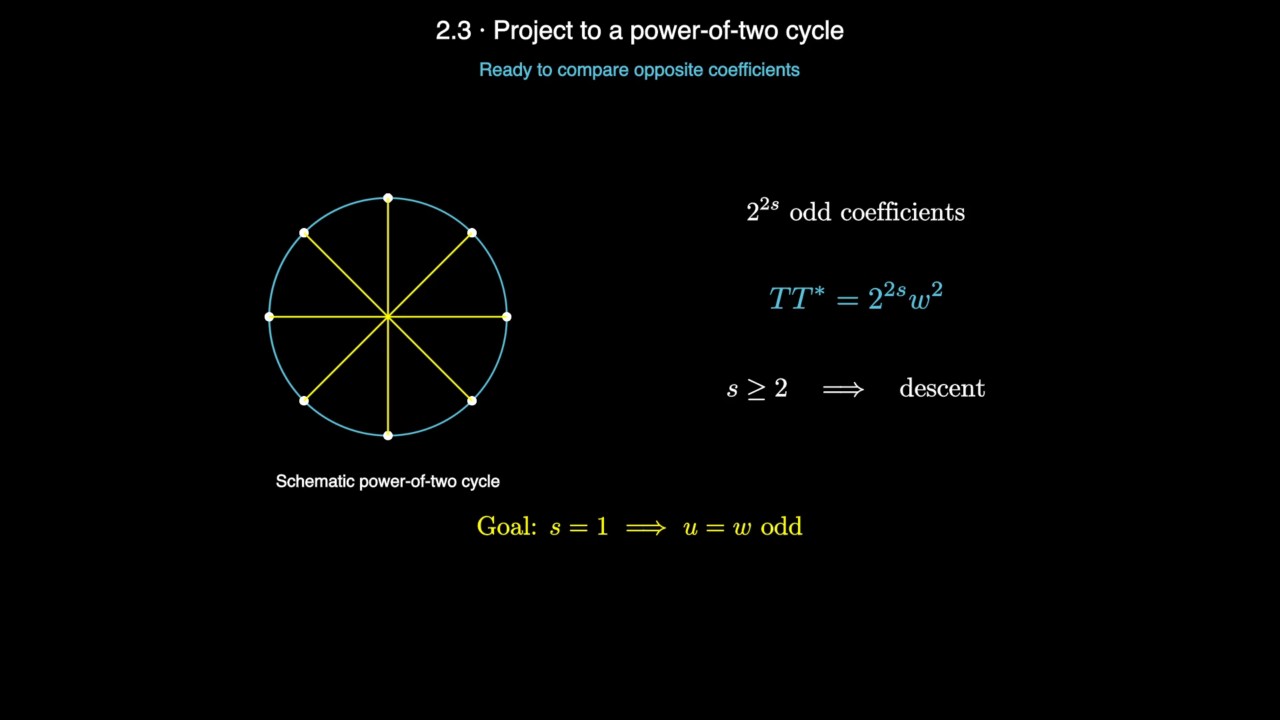 2.3 · Project to a power-of-two cycle
Ready to compare opposite coefficients
2^{2s} odd coefficients
TT^* = 2^{2s}w^2
s ≥ 2 ⟹ descent
Schematic power-of-two cycle
Goal: s = 1 ⟹ u = w odd